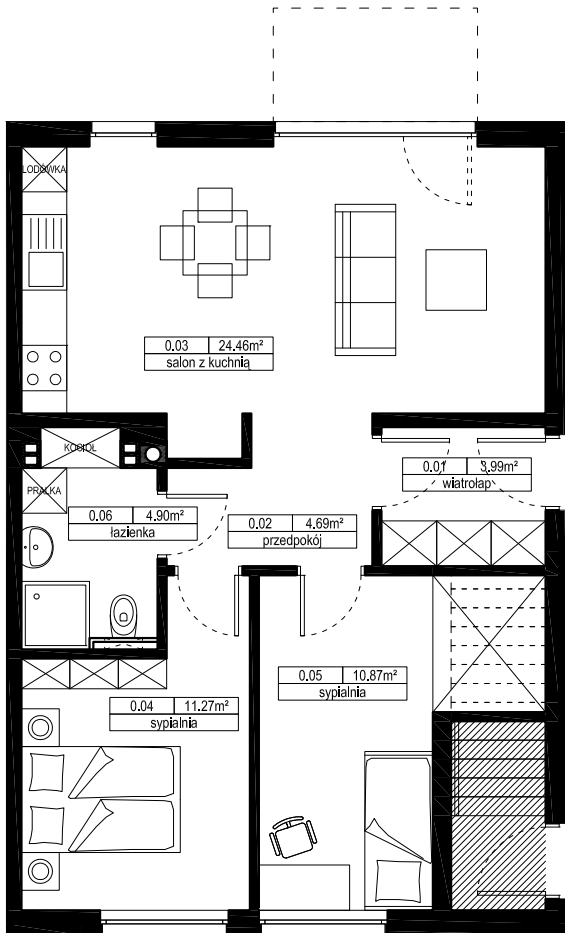 LODÓWKA
0.03 24.46m²
salon z kuchnią
KOCIOŁ
0.01 3.99m²
wiatrołap
PRALKA
0.06 4.90m²
łazienka
0.02 4.69m²
przedpokój
0.05 10.87m²
sypialnia
0.04 11.27m²
sypialnia